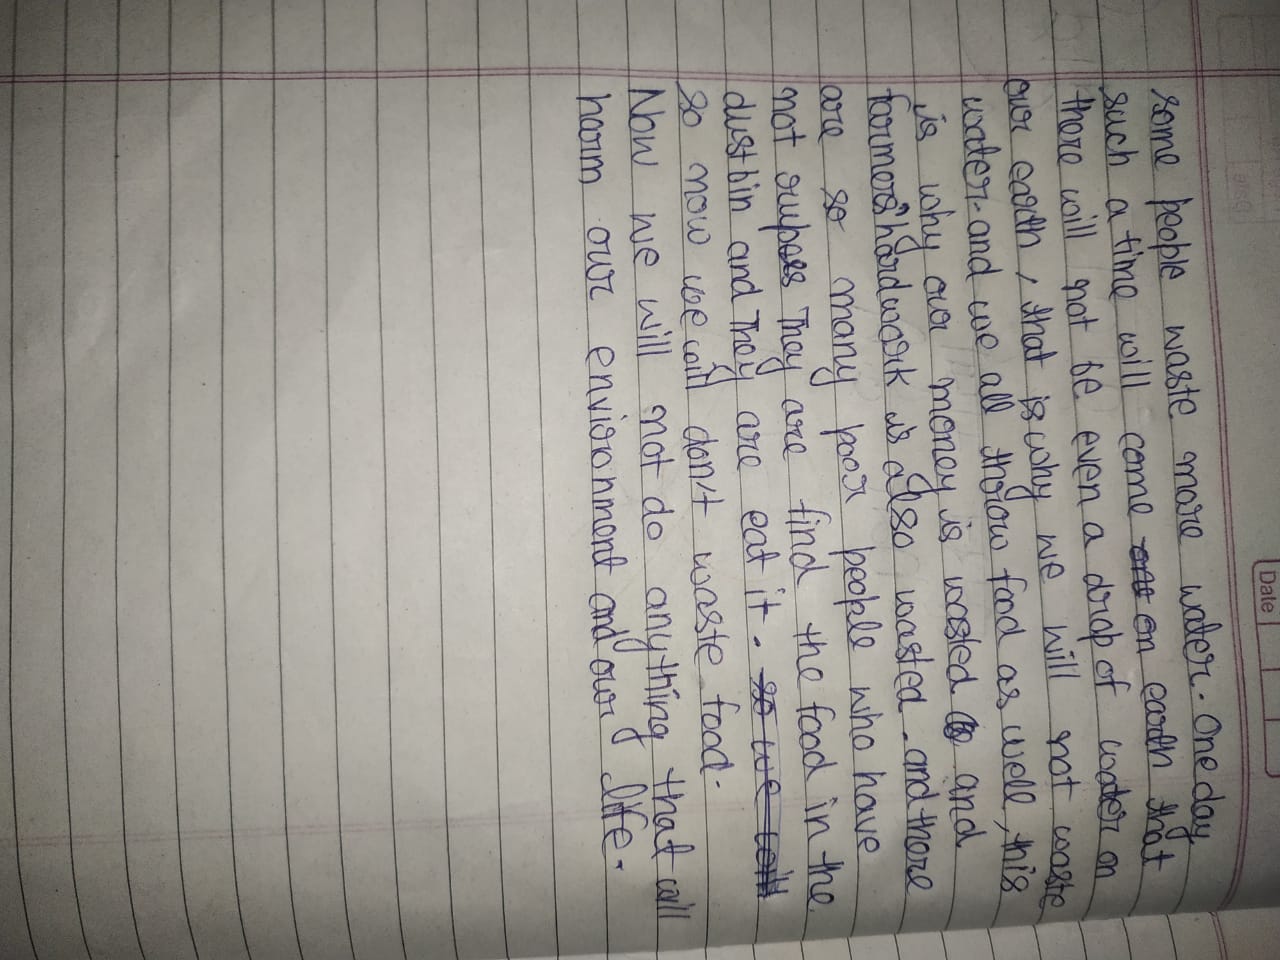 Date
some people waste more water. One day
such a time will come on earth that
there will not be even a drop of water on
our earth, that is why we will not waste
water. and we all throw food as well, this
is why our money is wasted and
farmers hardwork is also wasted. and there
are so many poor people who have
not rupees They are find the food in the
dustbin and They are eat it. so we will
so now we will don't waste food.
Now we will not do anything that will
harm our enviornment and our life.